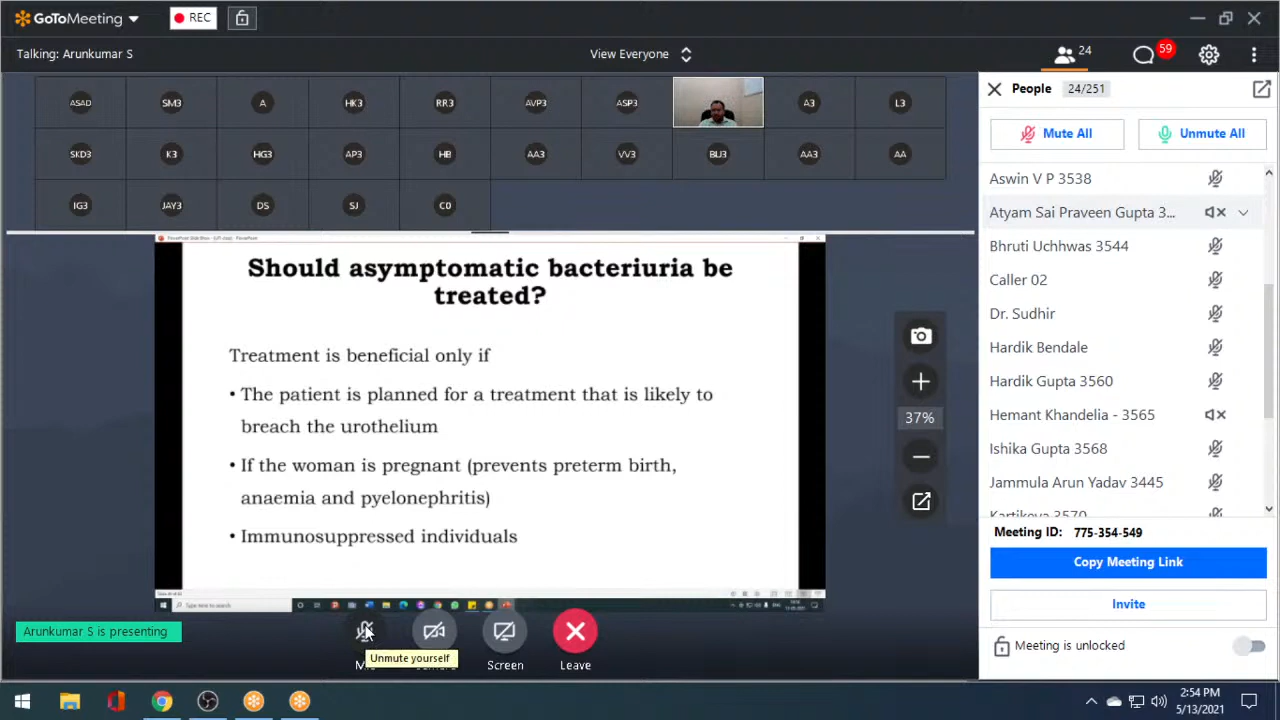 GoToMeeting
REC
Talking: Arunkumar S
View Everyone
24
59
ASAD
SM3
A
HK3
RR3
AVP3
ASP3
A3
L3
SKD3
K3
HG3
AP3
HB
AA3
VV3
BU3
AA3
AA
IG3
JAY3
DS
SJ
C0
Should asymptomatic bacteriuria be
treated?
Treatment is beneficial only if
• The patient is planned for a treatment that is likely to
breach the urothelium
• If the woman is pregnant (prevents preterm birth,
anaemia and pyelonephritis)
• Immunosuppressed individuals
Type here to search
37%
People
24/251
Mute All
Unmute All
Aswin V P 3538
Atyam Sai Praveen Gupta 3...
Bhruti Uchhwas 3544
Caller 02
Dr. Sudhir
Hardik Bendale
Hardik Gupta 3560
Hemant Khandelia - 3565
Ishika Gupta 3568
Jammula Arun Yadav 3445
Kartikeya 3570
Meeting ID: 775-354-549
Copy Meeting Link
Invite
Meeting is unlocked
Arunkumar S is presenting
Unmute yourself
Screen
Leave
2:54 PM
5/13/2021